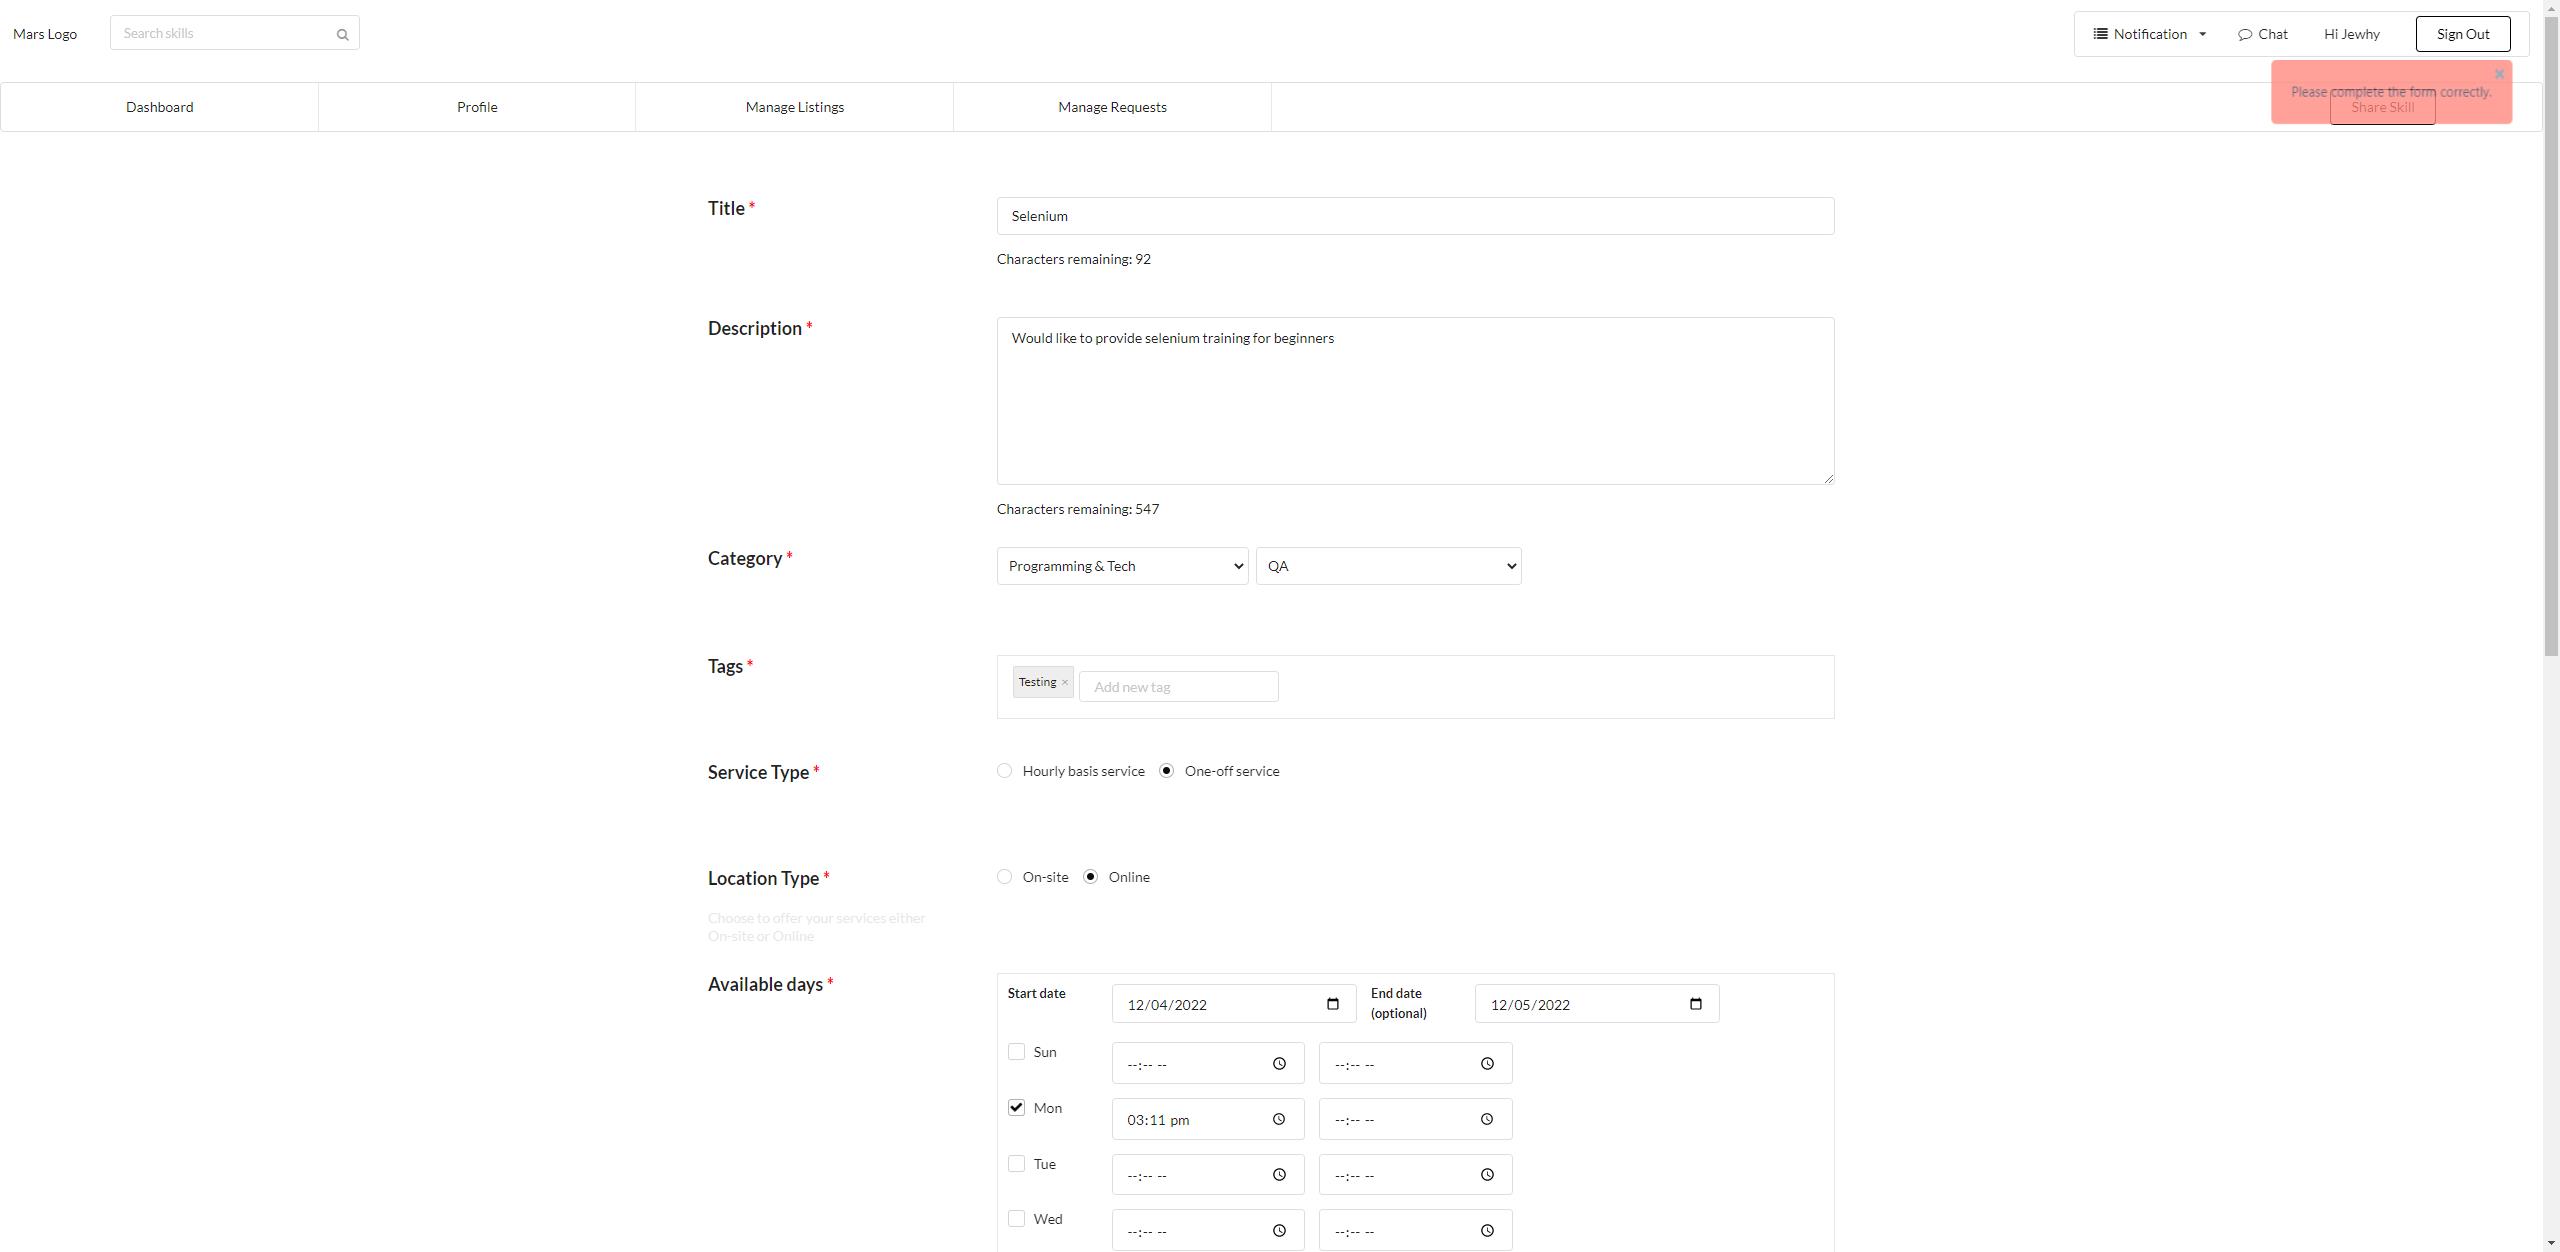 Mars Logo
Search skills
Notification
Chat
Hi Jewhy
Sign Out
Please complete the form correctly.
Dashboard
Profile
Manage Listings
Manage Requests
Share Skill
Title *
Selenium
Characters remaining: 92
Description *
Would like to provide selenium training for beginners
Characters remaining: 547
Category *
Programming & Tech
QA
Tags *
Testing ×
Add new tag
Service Type *
Hourly basis service
One-off service
Location Type *
On-site
Online
Choose to offer your services either
On-site or Online
Available days *
Start date
12/04/2022
End date
(optional)
12/05/2022
Sun
--:-- --
--:-- --
Mon
03:11 pm
--:-- --
Tue
--:-- --
--:-- --
Wed
--:-- --
--:-- --